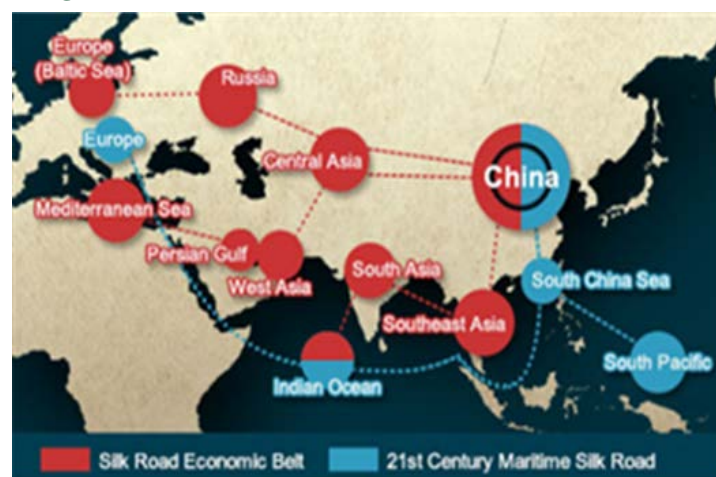 Europe
(Baltic Sea)
Russia
Europe
Central Asia
China
Mediterranean Sea
Persian Gulf
West Asia
South Asia
South China Sea
Southeast Asia
South Pacific
Indian Ocean
Silk Road Economic Belt
21st Century Maritime Silk Road